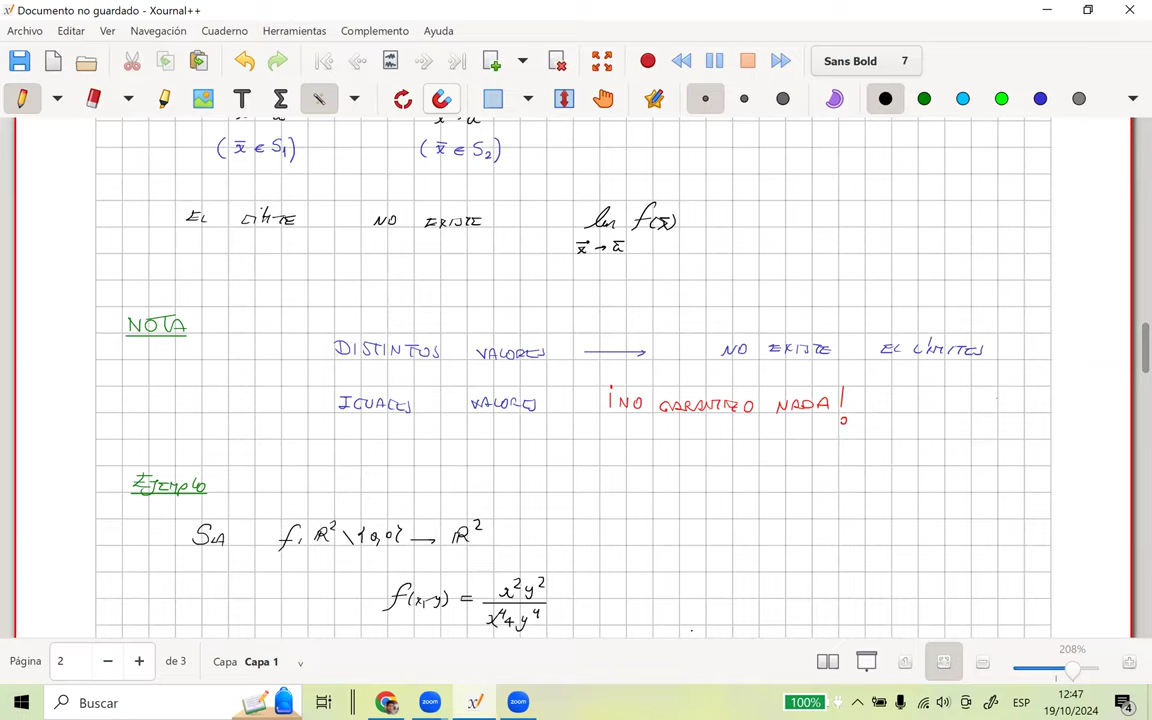 Documento no guardado - Xournal++
Archivo Editar Ver Navegación Cuaderno Herramientas Complemento Ayuda
Sans Bold 7
x̄ → ā x̄ → ā
(x̄ ∈ S₁) (x̄ ∈ S₂)
EL LÍMITE NO EXISTE lim f(x̄)
x̄ → ā
NOTA
DISTINTOS VALORES → NO EXISTE EL LÍMITES
IGUALES VALORES ¡NO GARANTIZO NADA!
EJEMPLO
SEA f: ℝ² \ {0,0} → ℝ²
f(x,y) = x²y² / x⁴+y⁴
Página 2 de 3 Capa Capa 1 208%
Buscar 100% ESP 12:47
19/10/2024
4